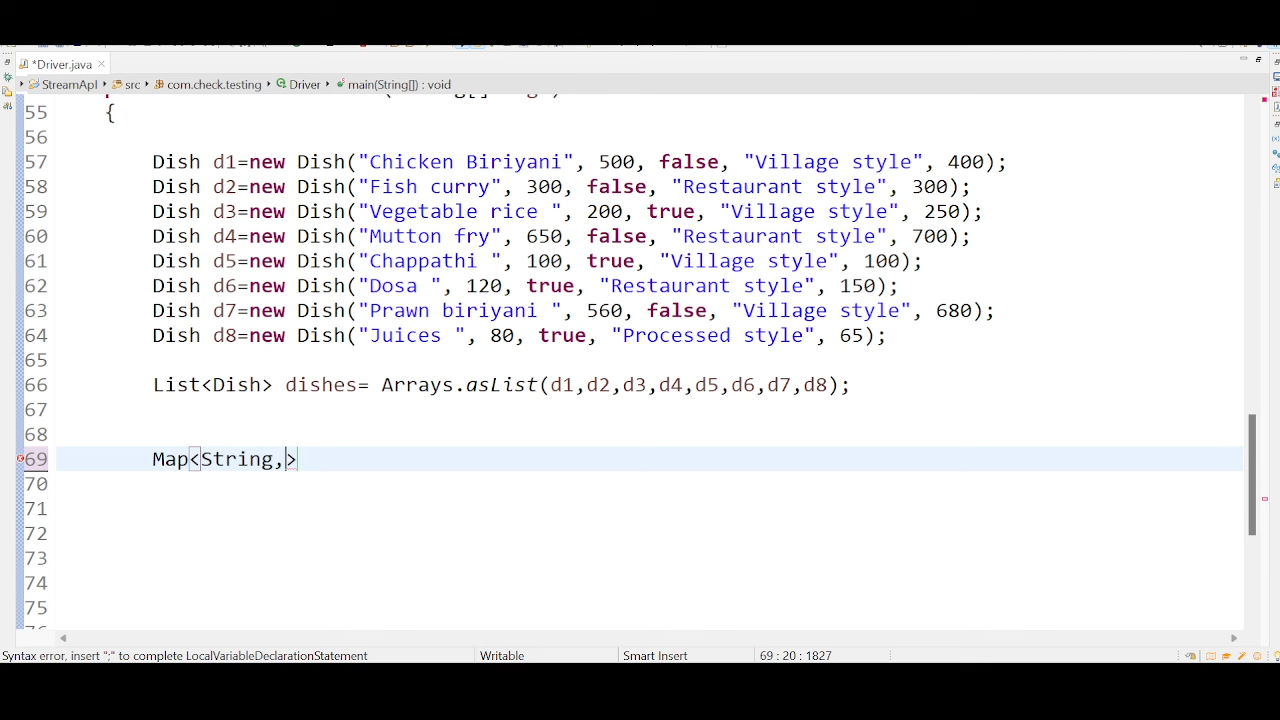 *Driver.java
StreamApI src com.check.testing Driver main(String[]) : void
55 {
56
57 Dish d1=new Dish("Chicken Biriyani", 500, false, "Village style", 400);
58 Dish d2=new Dish("Fish curry", 300, false, "Restaurant style", 300);
59 Dish d3=new Dish("Vegetable rice ", 200, true, "Village style", 250);
60 Dish d4=new Dish("Mutton fry", 650, false, "Restaurant style", 700);
61 Dish d5=new Dish("Chappathi ", 100, true, "Village style", 100);
62 Dish d6=new Dish("Dosa ", 120, true, "Restaurant style", 150);
63 Dish d7=new Dish("Prawn biriyani ", 560, false, "Village style", 680);
64 Dish d8=new Dish("Juices ", 80, true, "Processed style", 65);
65
66 List<Dish> dishes= Arrays.asList(d1,d2,d3,d4,d5,d6,d7,d8);
67
68
69 Map<String,>
70
71
72
73
74
75
Syntax error, insert ";" to complete LocalVariableDeclarationStatement Writable Smart Insert 69 : 20 : 1827